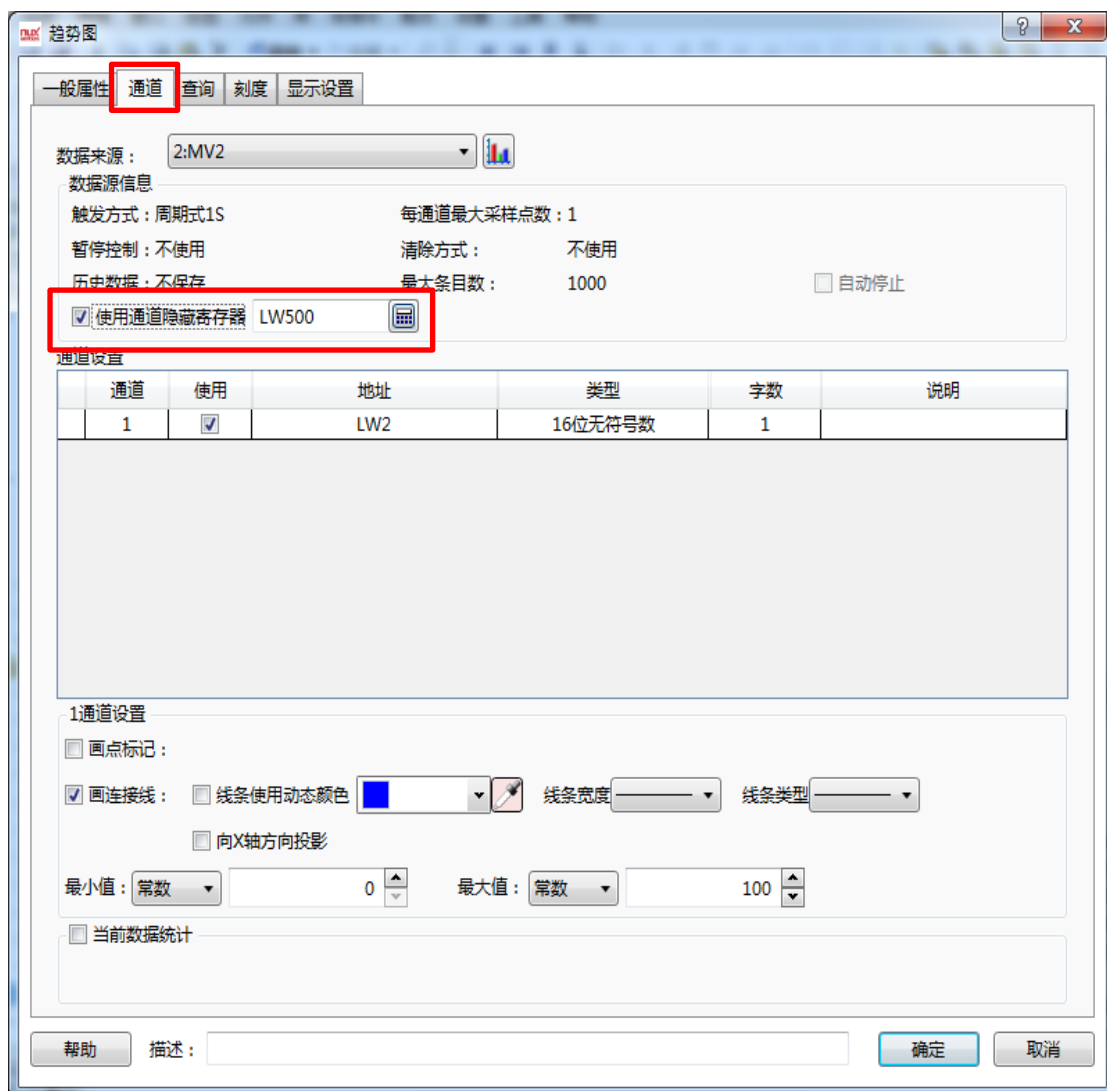 nux 趋势图
一般属性 通道 查询 刻度 显示设置
数据来源： 2:MV2
数据源信息
触发方式：周期式1S 每通道最大采样点数：1
暂停控制：不使用 清除方式： 不使用
历史数据：不保存 最大条目数： 1000 自动停止
使用通道隐藏寄存器 LW500
通道设置
通道 使用 地址 类型 字数 说明
1 LW2 16位无符号数 1
1通道设置
画点标记：
画连接线： 线条使用动态颜色 线条宽度 线条类型
向X轴方向投影
最小值：常数 0 最大值：常数 100
当前数据统计
帮助 描述： 确定 取消